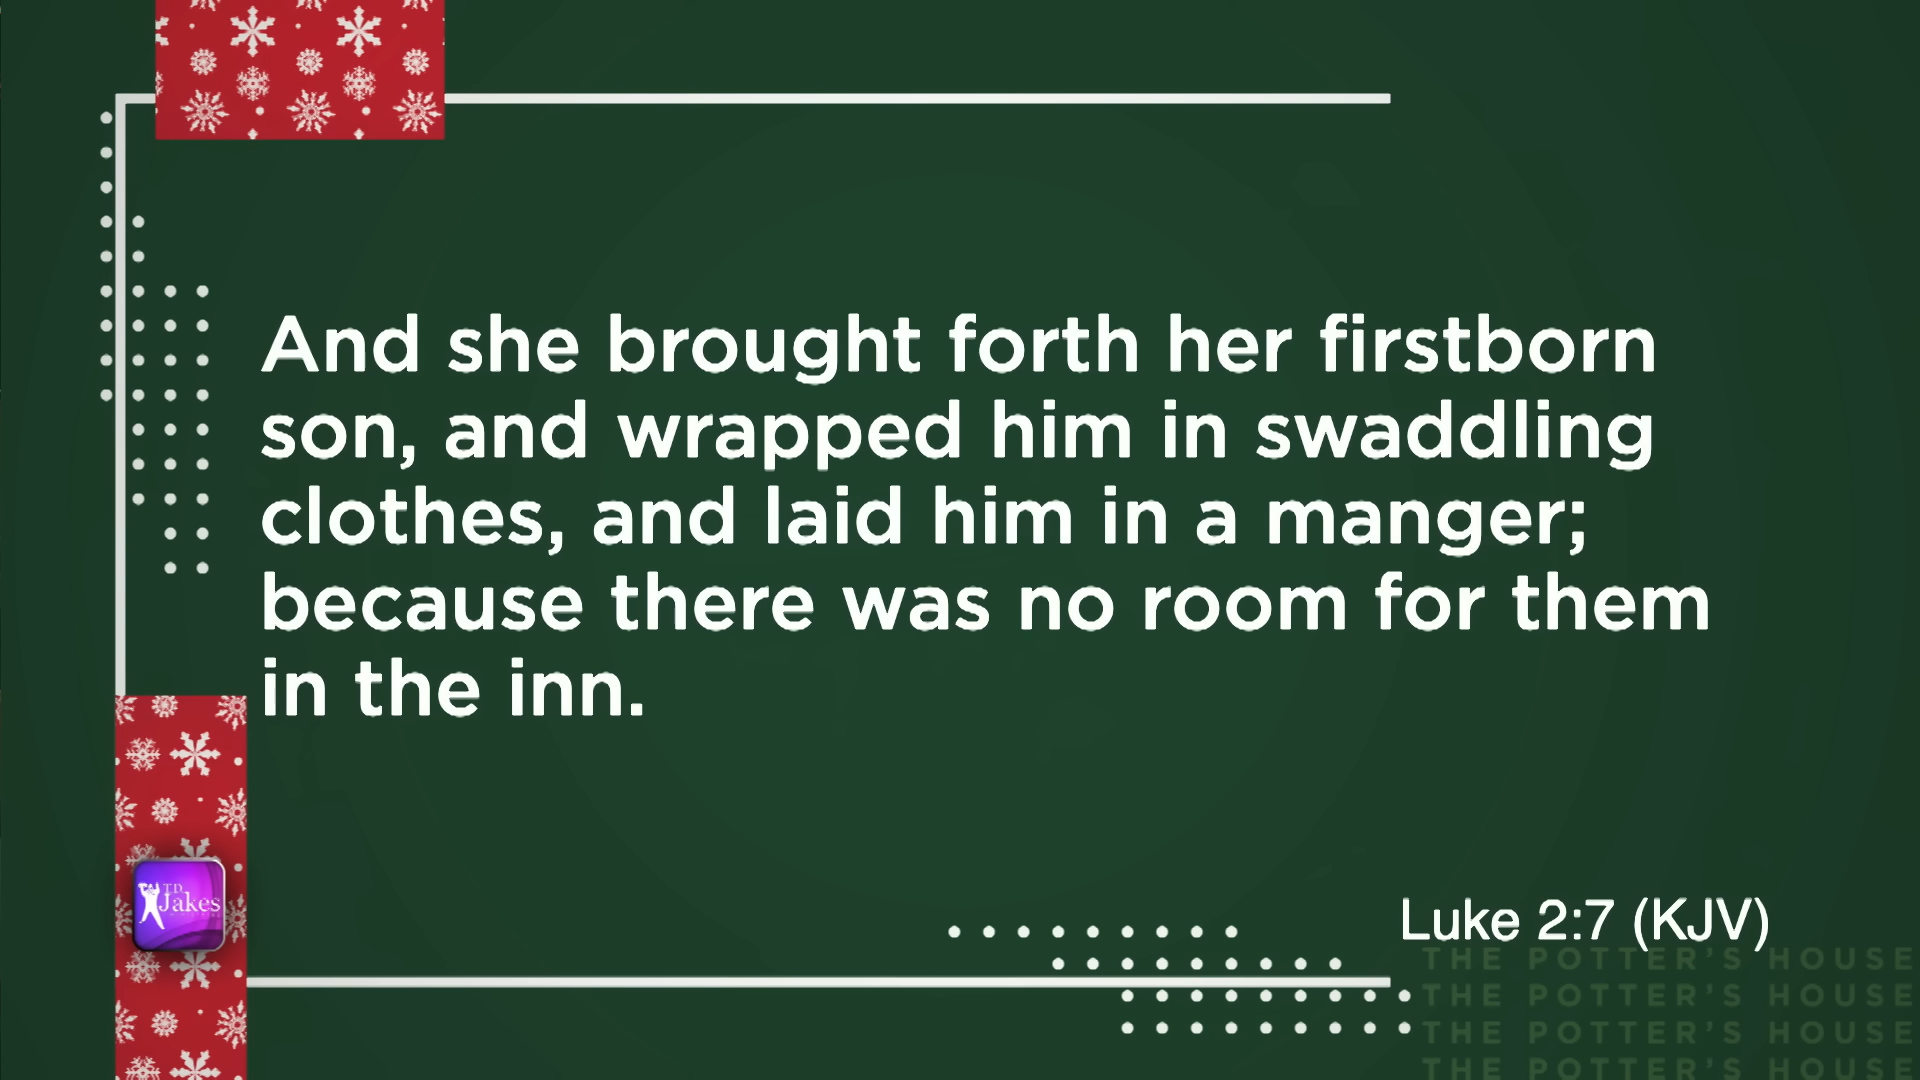 And she brought forth her firstborn
son, and wrapped him in swaddling
clothes, and laid him in a manger;
because there was no room for them
in the inn.
TD
Jakes
Luke 2:7 (KJV)
THE POTTER'S HOUSE
THE POTTER'S HOUSE
THE POTTER'S HOUSE
THE POTTER'S HOUSE